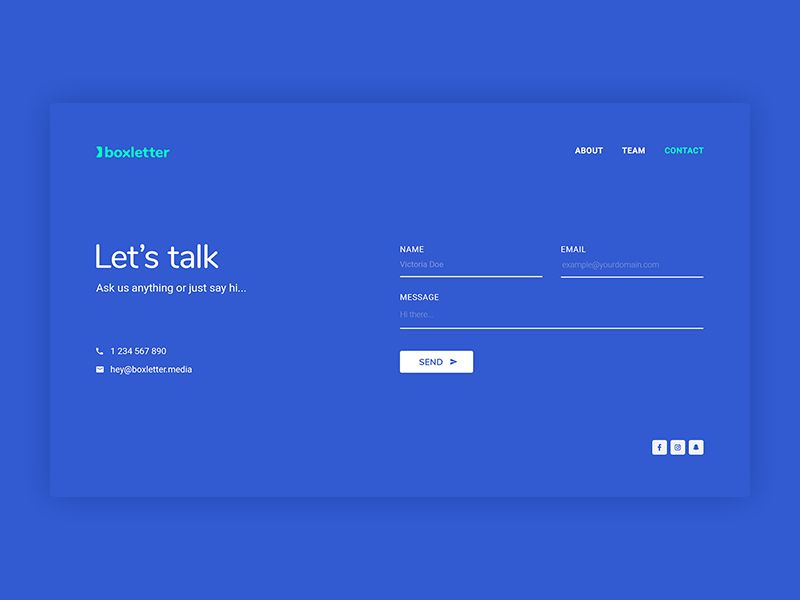 boxletter
ABOUT TEAM CONTACT
Let's talk
Ask us anything or just say hi...
1 234 567 890
hey@boxletter.media
NAME
Victoria Doe
EMAIL
example@yourdomain.com
MESSAGE
Hi there...
SEND